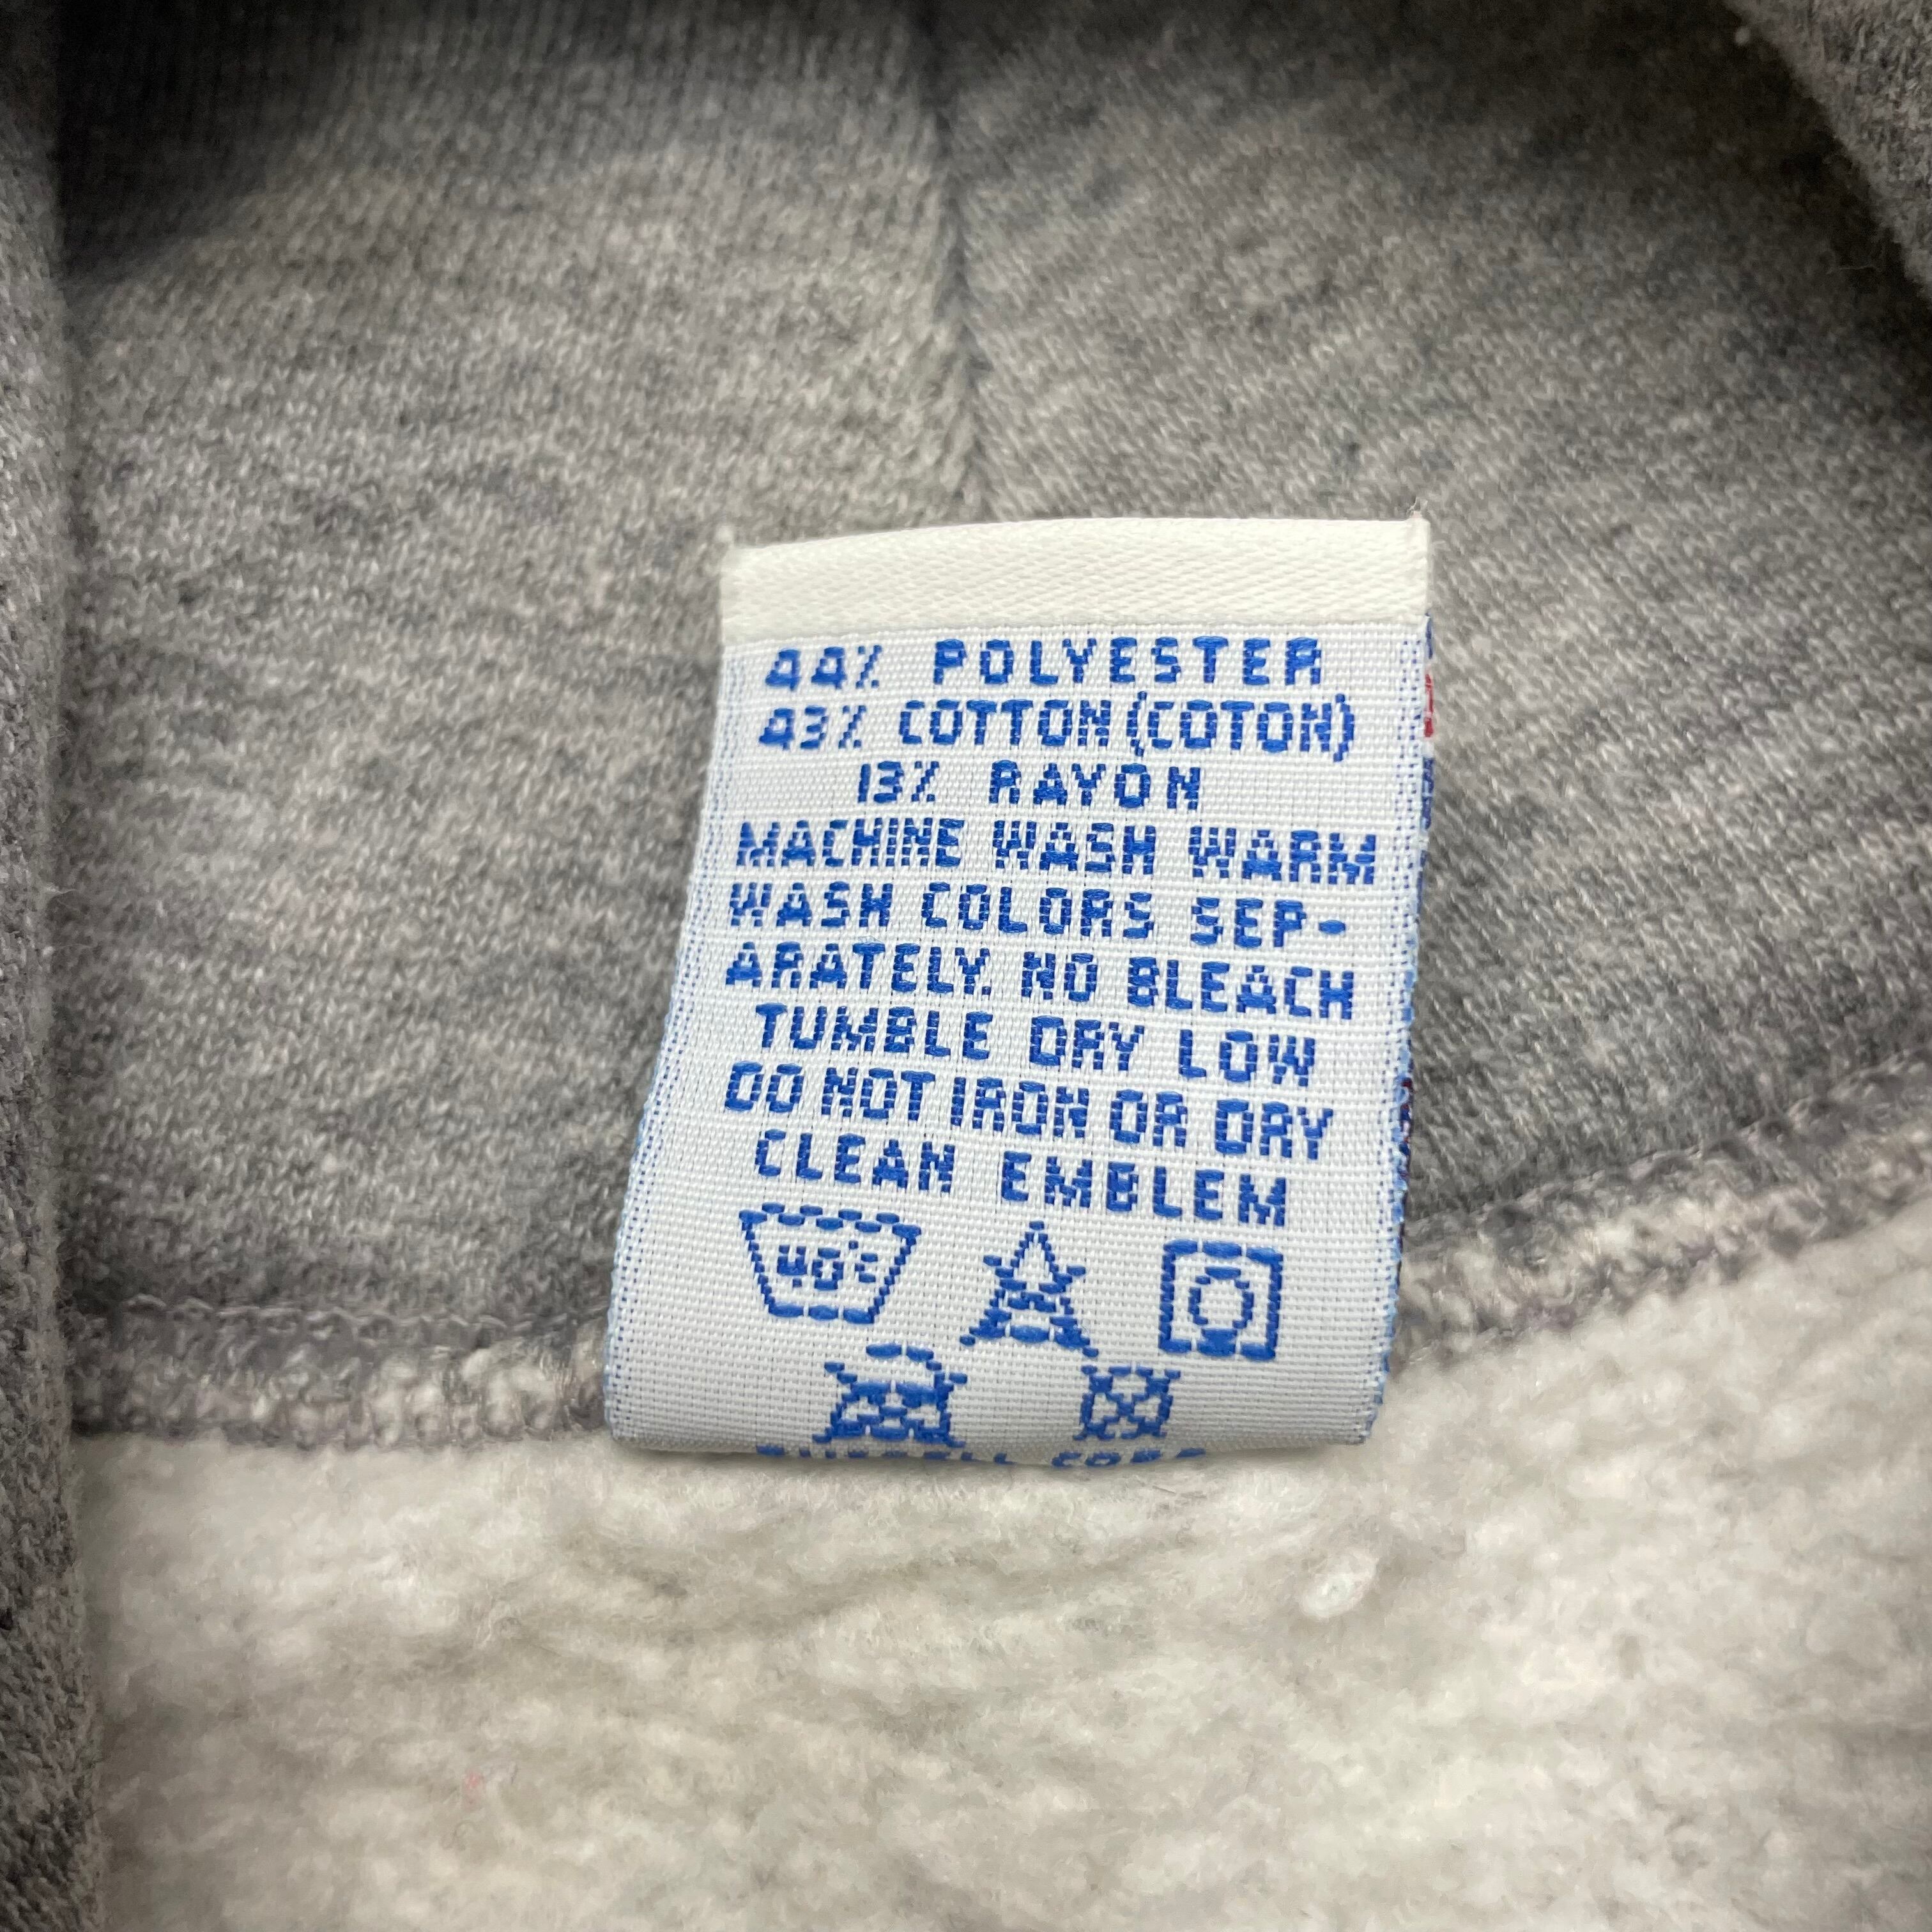 44% POLYESTER
43% COTTON (COTON)
13% RAYON
MACHINE WASH WARM
WASH COLORS SEP-
ARATELY. NO BLEACH
TUMBLE DRY LOW
DO NOT IRON OR DRY
CLEAN EMBLEM
40°C